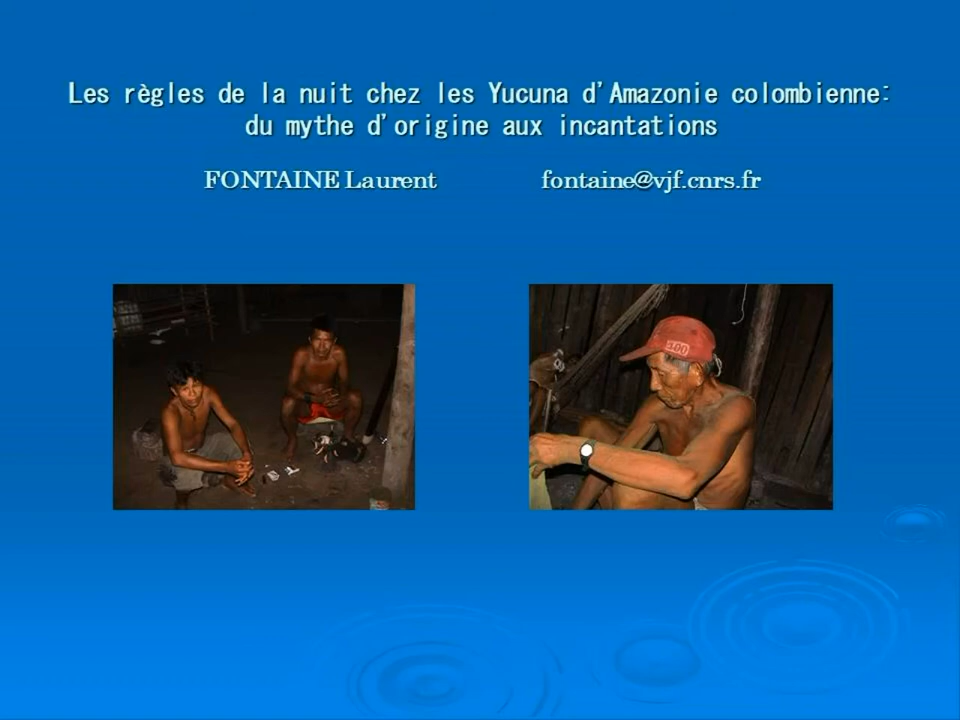 Les règles de la nuit chez les Yucuna d'Amazonie colombienne:
du mythe d'origine aux incantations
FONTAINE Laurent fontaine@vjf.cnrs.fr